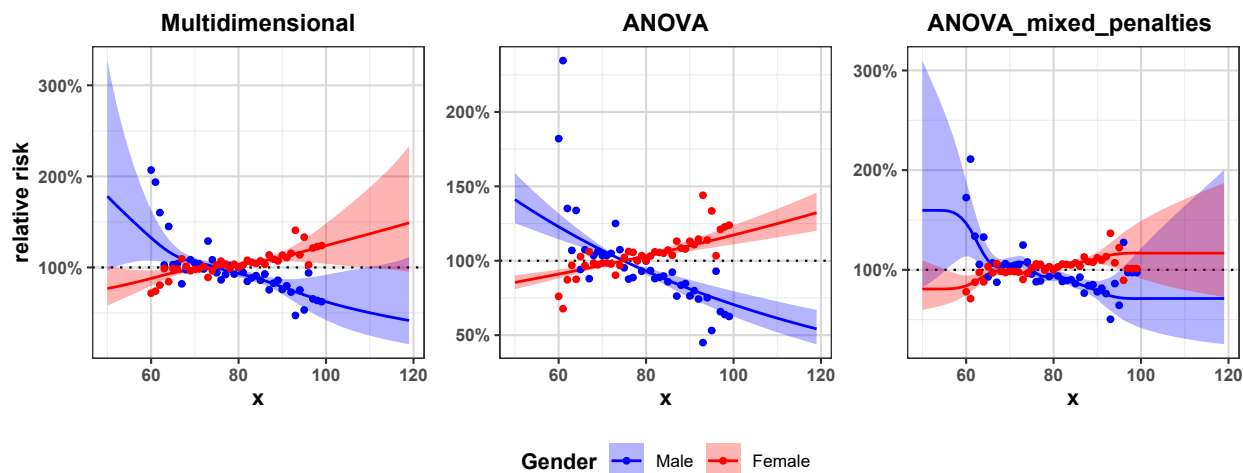 Multidimensional ANOVA ANOVA_mixed_penalties
relative risk
300%
200%
100%
60 80 100 120
x
200%
150%
100%
50%
60 80 100 120
x
300%
200%
100%
60 80 100 120
x
Gender Male Female